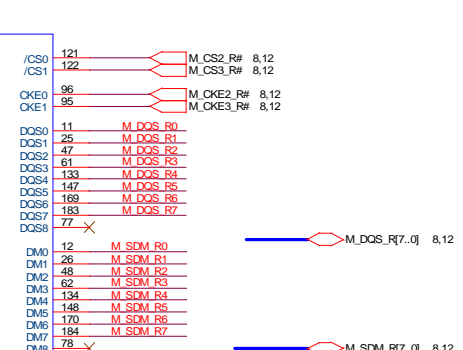 /CS0 121 M_CS2_R# 8,12
/CS1 122 M_CS3_R# 8,12
CKE0 96 M_CKE2_R# 8,12
CKE1 95 M_CKE3_R# 8,12
DQS0 11 M_DQS_R0
DQS1 25 M_DQS_R1
DQS2 47 M_DQS_R2
DQS3 61 M_DQS_R3
DQS4 133 M_DQS_R4
DQS5 147 M_DQS_R5
DQS6 169 M_DQS_R6
DQS7 183 M_DQS_R7
DQS8 77
M_DQS_R[7..0] 8,12
DM0 12 M_SDM_R0
DM1 26 M_SDM_R1
DM2 48 M_SDM_R2
DM3 62 M_SDM_R3
DM4 134 M_SDM_R4
DM5 148 M_SDM_R5
DM6 170 M_SDM_R6
DM7 184 M_SDM_R7
DM8 78
M_SDM_R[7..0] 8,12